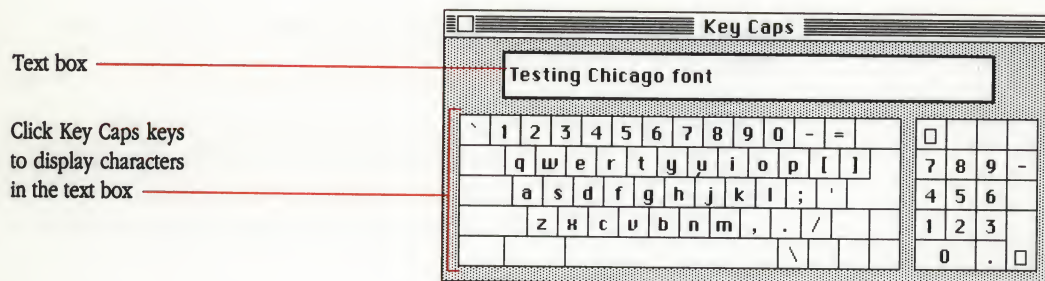 Key Caps
Text box
Testing Chicago font
Click Key Caps keys
to display characters
in the text box
` 1 2 3 4 5 6 7 8 9 0 - =
q w e r t y u i o p [ ]
a s d f g h j k l ; '
z x c v b n m , . /
\
7 8 9 -
4 5 6
1 2 3
0 .